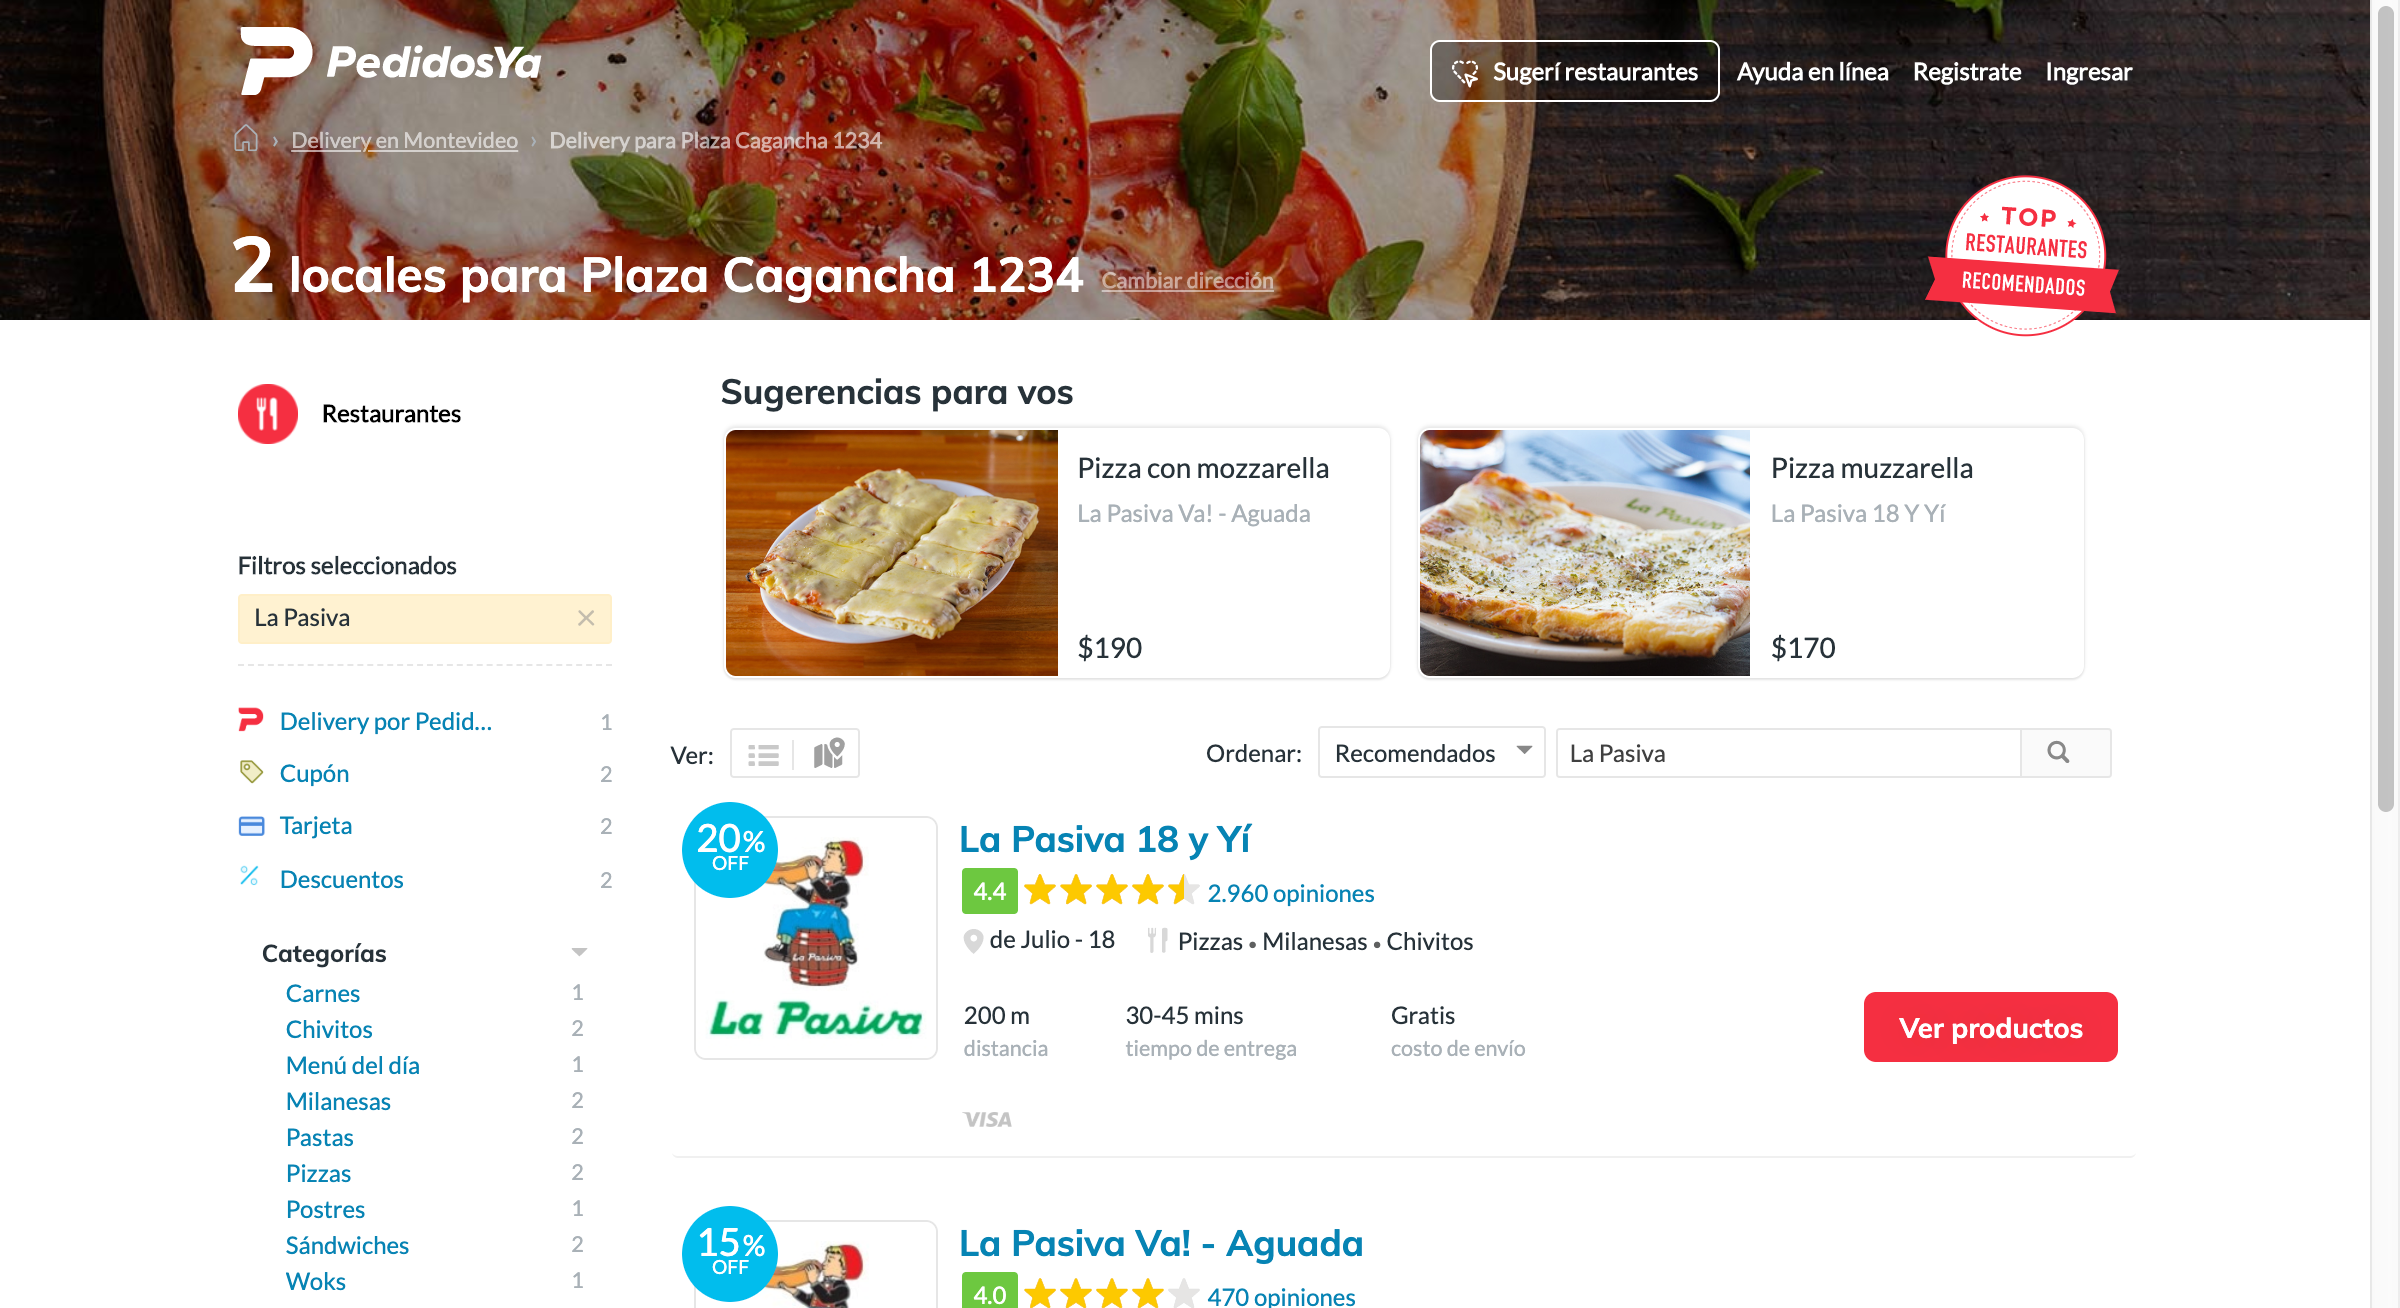 PedidosYa
Sugerí restaurantes
Ayuda en línea
Registrate
Ingresar
› Delivery en Montevideo › Delivery para Plaza Cagancha 1234
2 locales para Plaza Cagancha 1234 Cambiar dirección
TOP
RESTAURANTES
RECOMENDADOS
Restaurantes
Filtros seleccionados
La Pasiva
Delivery por Pedid... 1
Cupón 2
Tarjeta 2
Descuentos 2
Categorías
Carnes 1
Chivitos 2
Menú del día 1
Milanesas 2
Pastas 2
Pizzas 2
Postres 1
Sándwiches 2
Woks 1
Sugerencias para vos
Pizza con mozzarella
La Pasiva Va! - Aguada
$190
La Pasiva
Pizza muzzarella
La Pasiva 18 Y Yí
$170
Ver:
Ordenar: Recomendados
La Pasiva
20%
OFF
La Pasiva
La Pasiva
La Pasiva 18 y Yí
4.4 2.960 opiniones
de Julio - 18 Pizzas • Milanesas • Chivitos
200 m
distancia
30-45 mins
tiempo de entrega
Gratis
costo de envío
Ver productos
VISA
15%
OFF
La Pasiva Va! - Aguada
4.0 470 opiniones